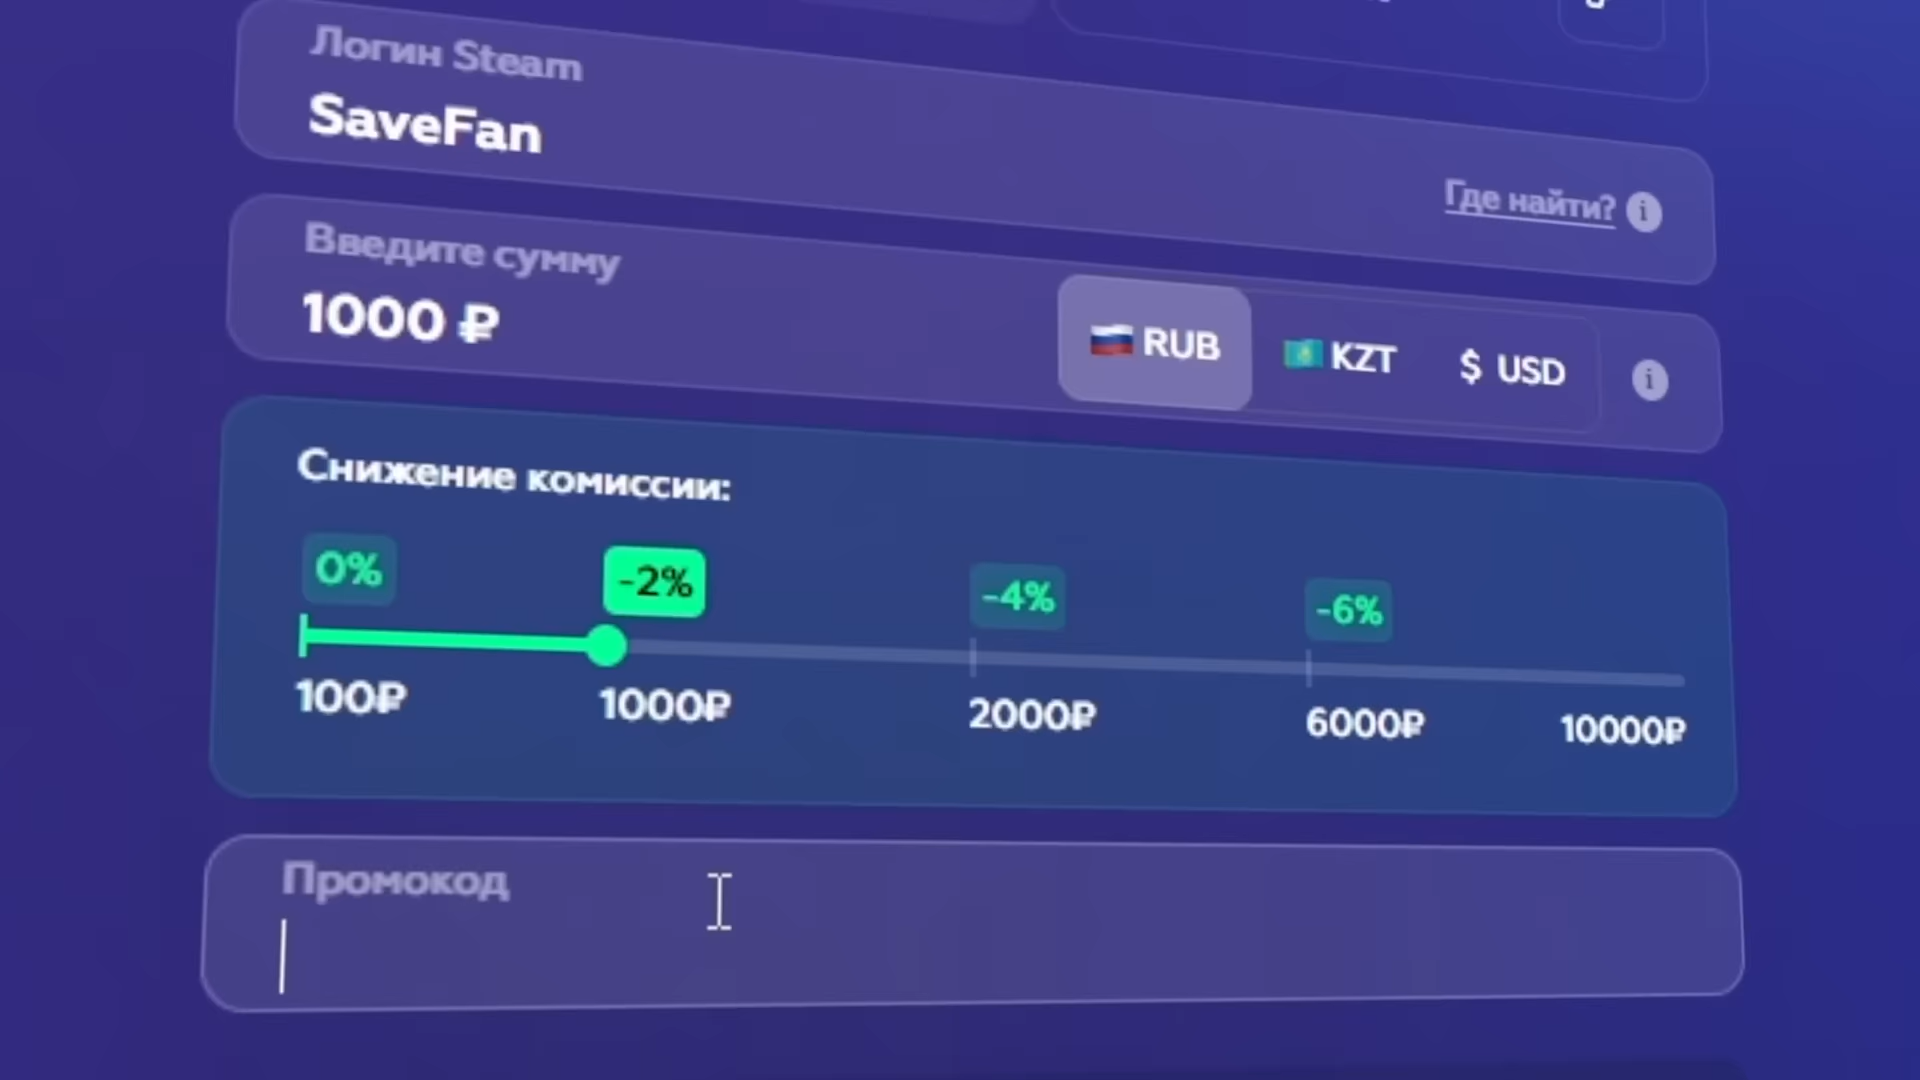 Логин Steam
SaveFan
Где найти?
Введите сумму
1000 ₽
RUB
KZT
$ USD
Снижение комиссии:
0%
-2%
-4%
-6%
100₽
1000₽
2000₽
6000₽
10000₽
Промокод